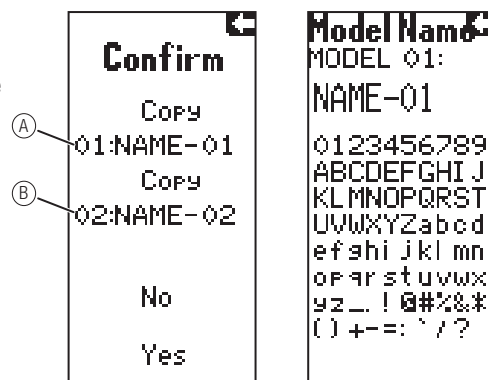 Confirm
Copy
A
01:NAME-01
Copy
B
02:NAME-02
No
Yes
Model Name
MODEL 01:
NAME-01
0123456789
ABCDEFGHIJ
KLMNOPQRST
UVWXYZabcd
efghijklmn
opqrstuvwx
yz_.!@#%&*
()+-=:`/?